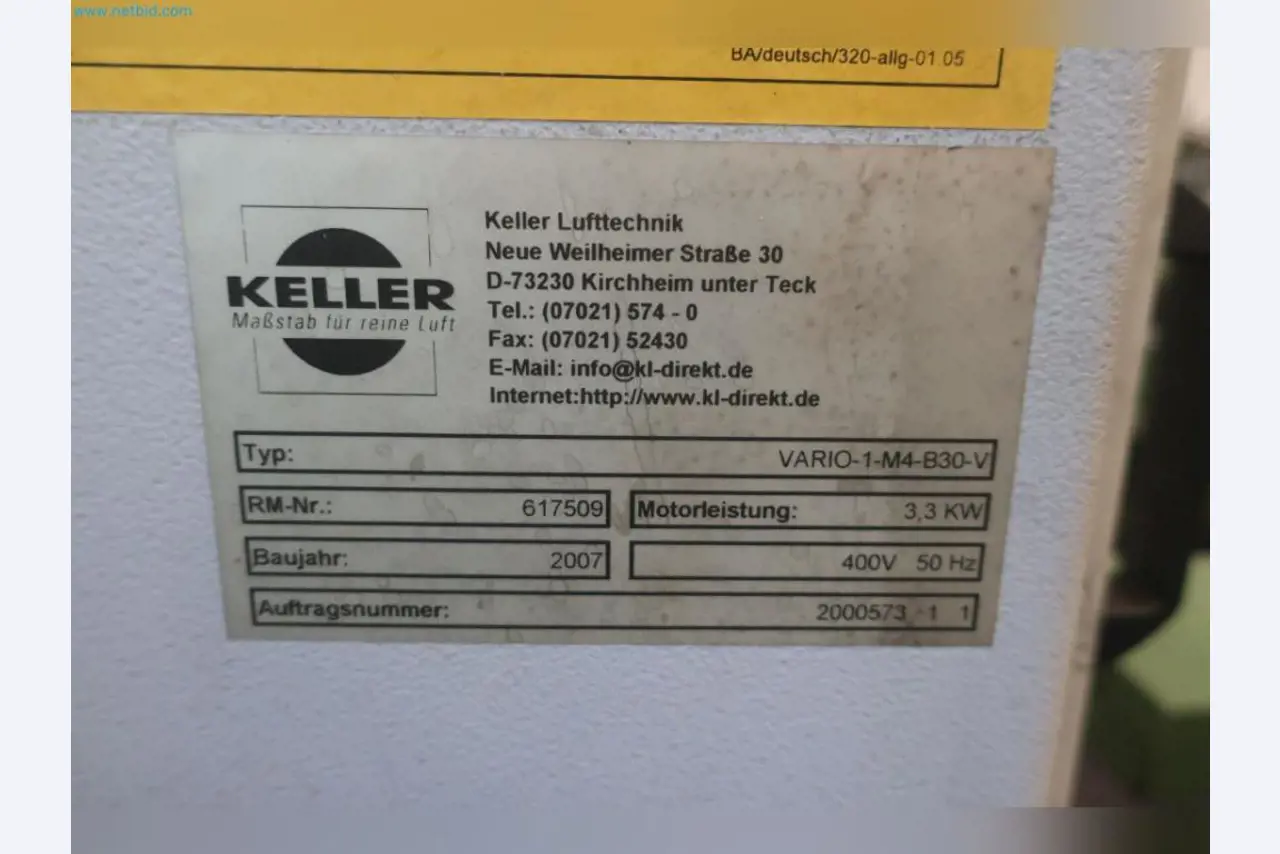 www.netbid.com
BA/deutsch/320-allg-01 05
KELLER
Maßstab für reine Luft
Keller Lufttechnik
Neue Weilheimer Straße 30
D-73230 Kirchheim unter Teck
Tel.: (07021) 574 - 0
Fax: (07021) 52430
E-Mail: info@kl-direkt.de
Internet:http://www.kl-direkt.de
Typ: VARIO-1-M4-B30-V
RM-Nr.: 617509 Motorleistung: 3,3 KW
Baujahr: 2007 400V 50 Hz
Auftragsnummer: 2000573 1 1